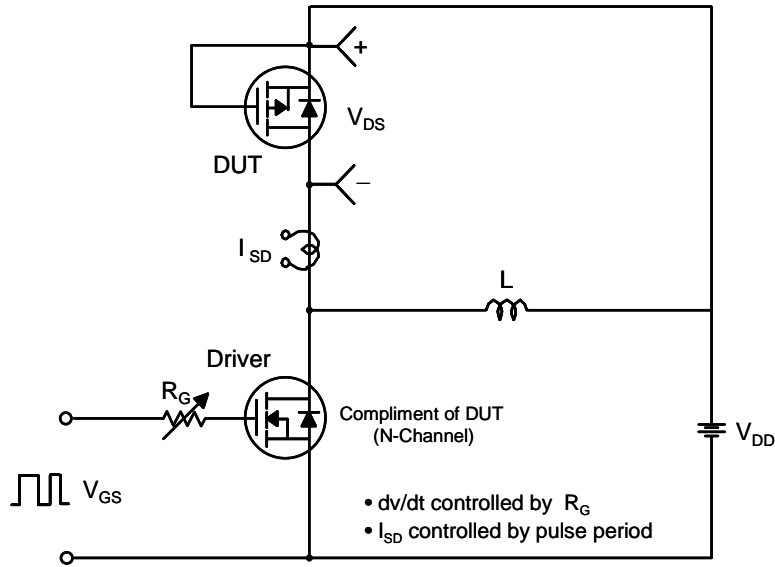 +
V_DS
DUT
–
I_SD
L
Driver
R_G
Compliment of DUT
(N-Channel)
V_DD
V_GS
• dv/dt controlled by R_G
• I_SD controlled by pulse period